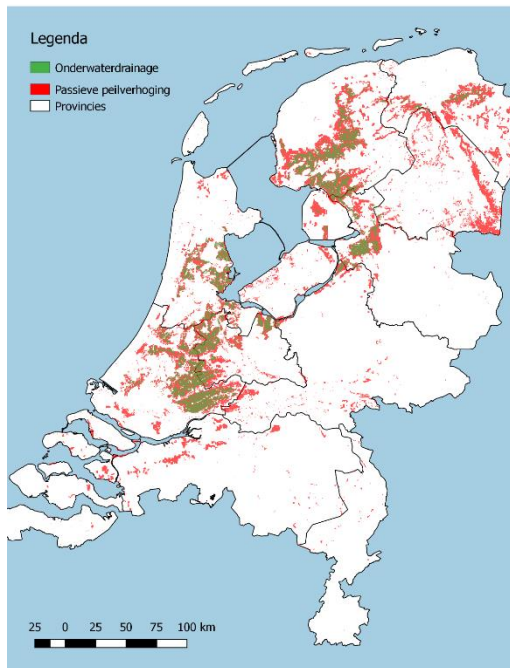 Legenda
Onderwaterdrainage
Passieve peilverhoging
Provincies
25 0 25 50 75 100 km